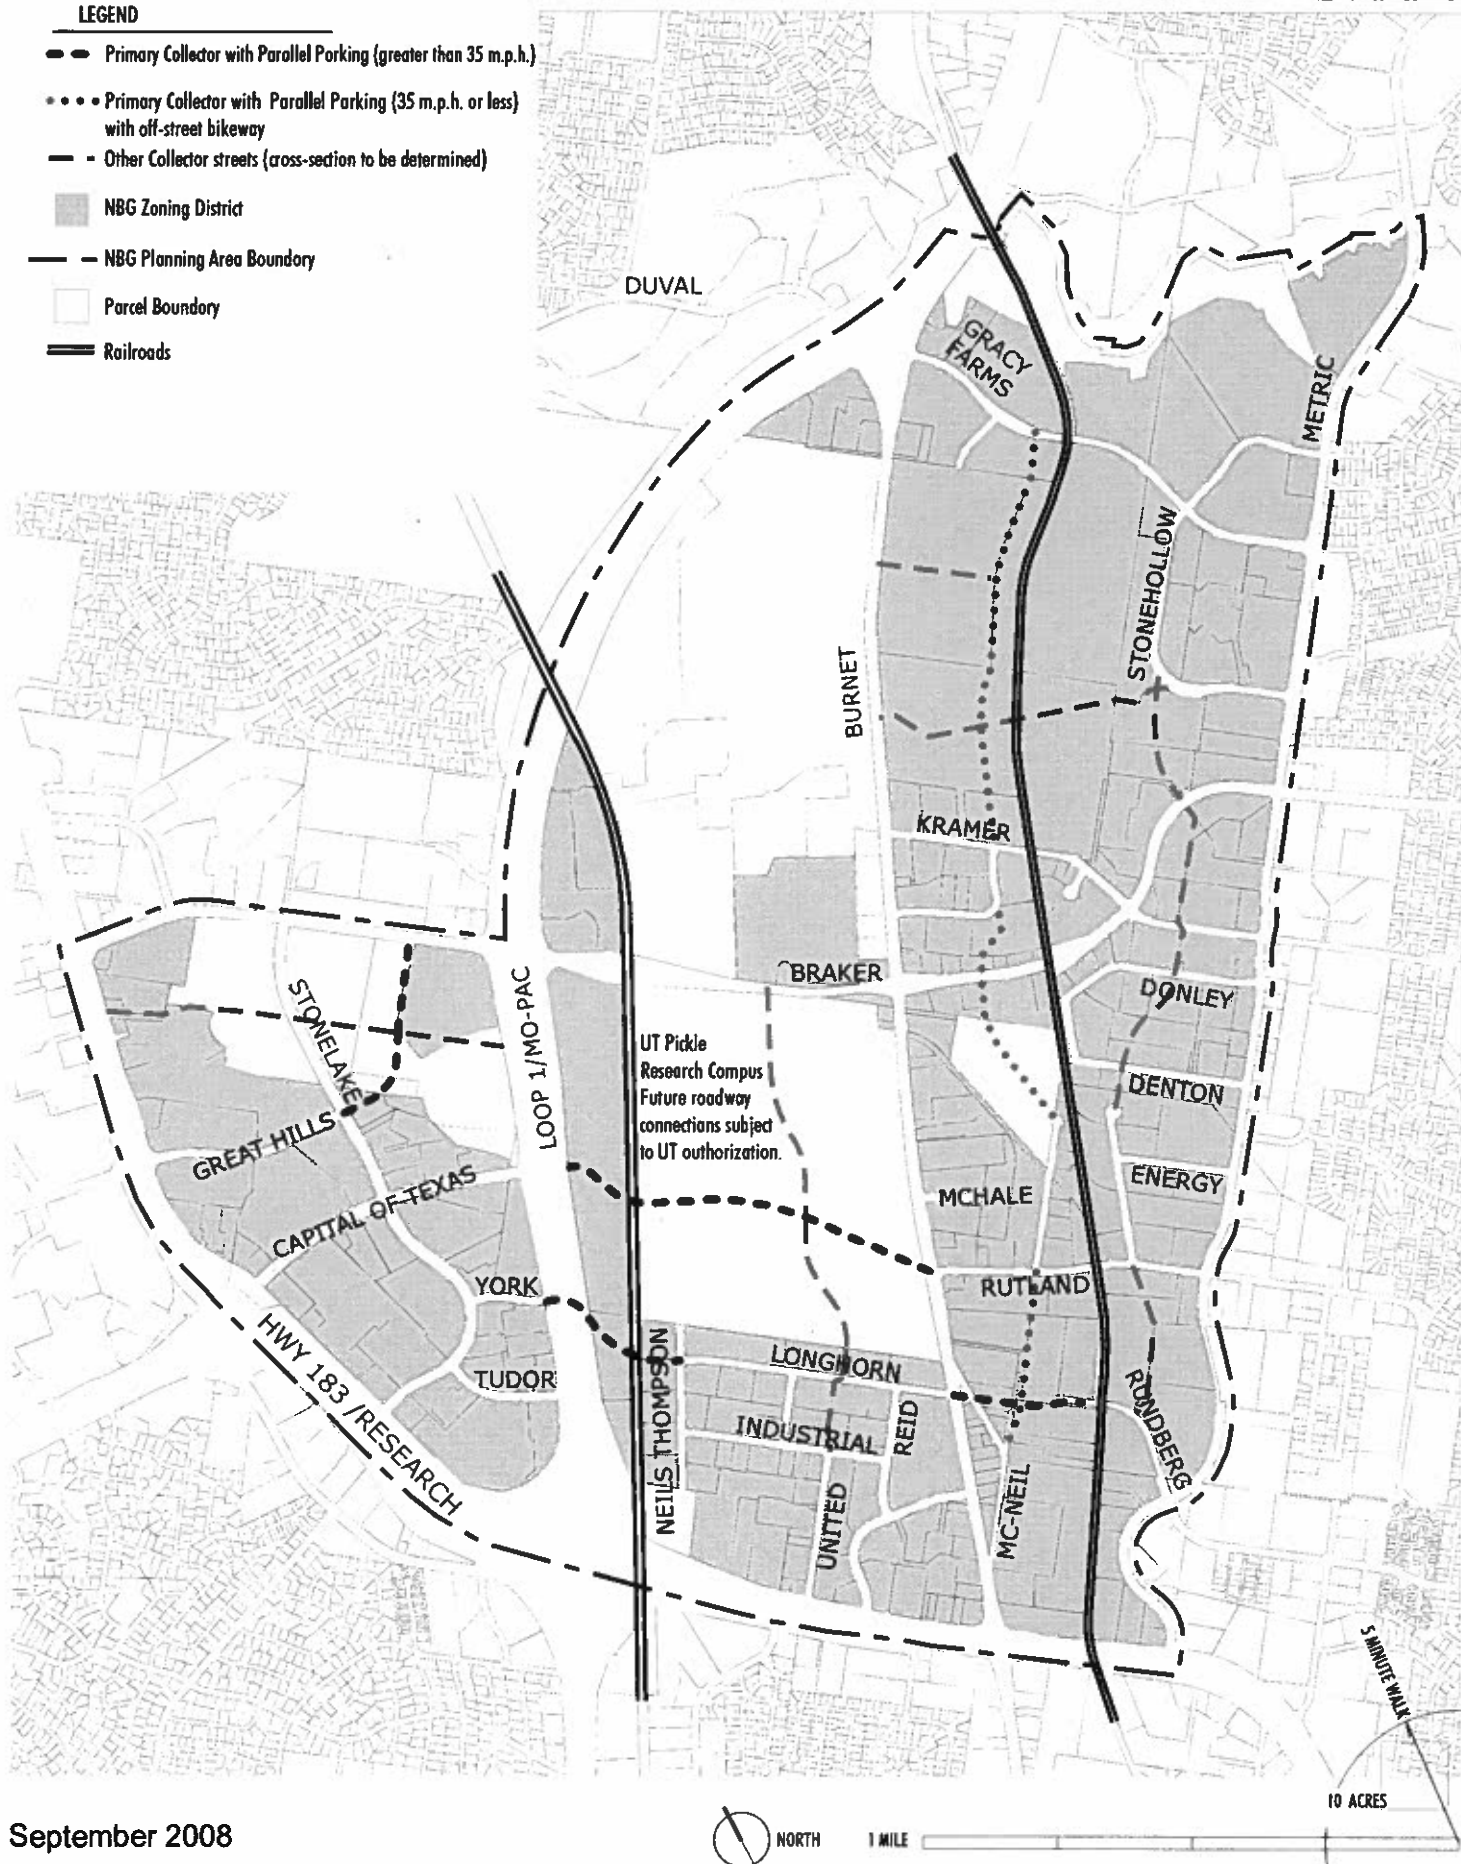 LEGEND
Primary Collector with Parallel Parking (greater than 35 m.p.h.)
Primary Collector with Parallel Parking (35 m.p.h. or less)
with off-street bikeway
Other Collector streets (cross-section to be determined)
NBG Zoning District
NBG Planning Area Boundary
Parcel Boundary
Railroads
DUVAL
GRACY
FARMS
METRIC
STONEHOLLOW
BURNET
KRAMER
BRAKER
DONLEY
STONELAKE
LOOP 1/MO-PAC
UT Pickle
Research Campus
Future roadway
connections subject
to UT authorization.
DENTON
GREAT HILLS
ENERGY
CAPITAL OF TEXAS
MCHALE
YORK
RUTLAND
HWY 183 /RESEARCH
TUDOR
NEILS THOMPSON
LONGHORN
RUNDBERG
INDUSTRIAL
REID
UNITED
MC-NEIL
5 MINUTE WALK
10 ACRES
September 2008
NORTH
1 MILE